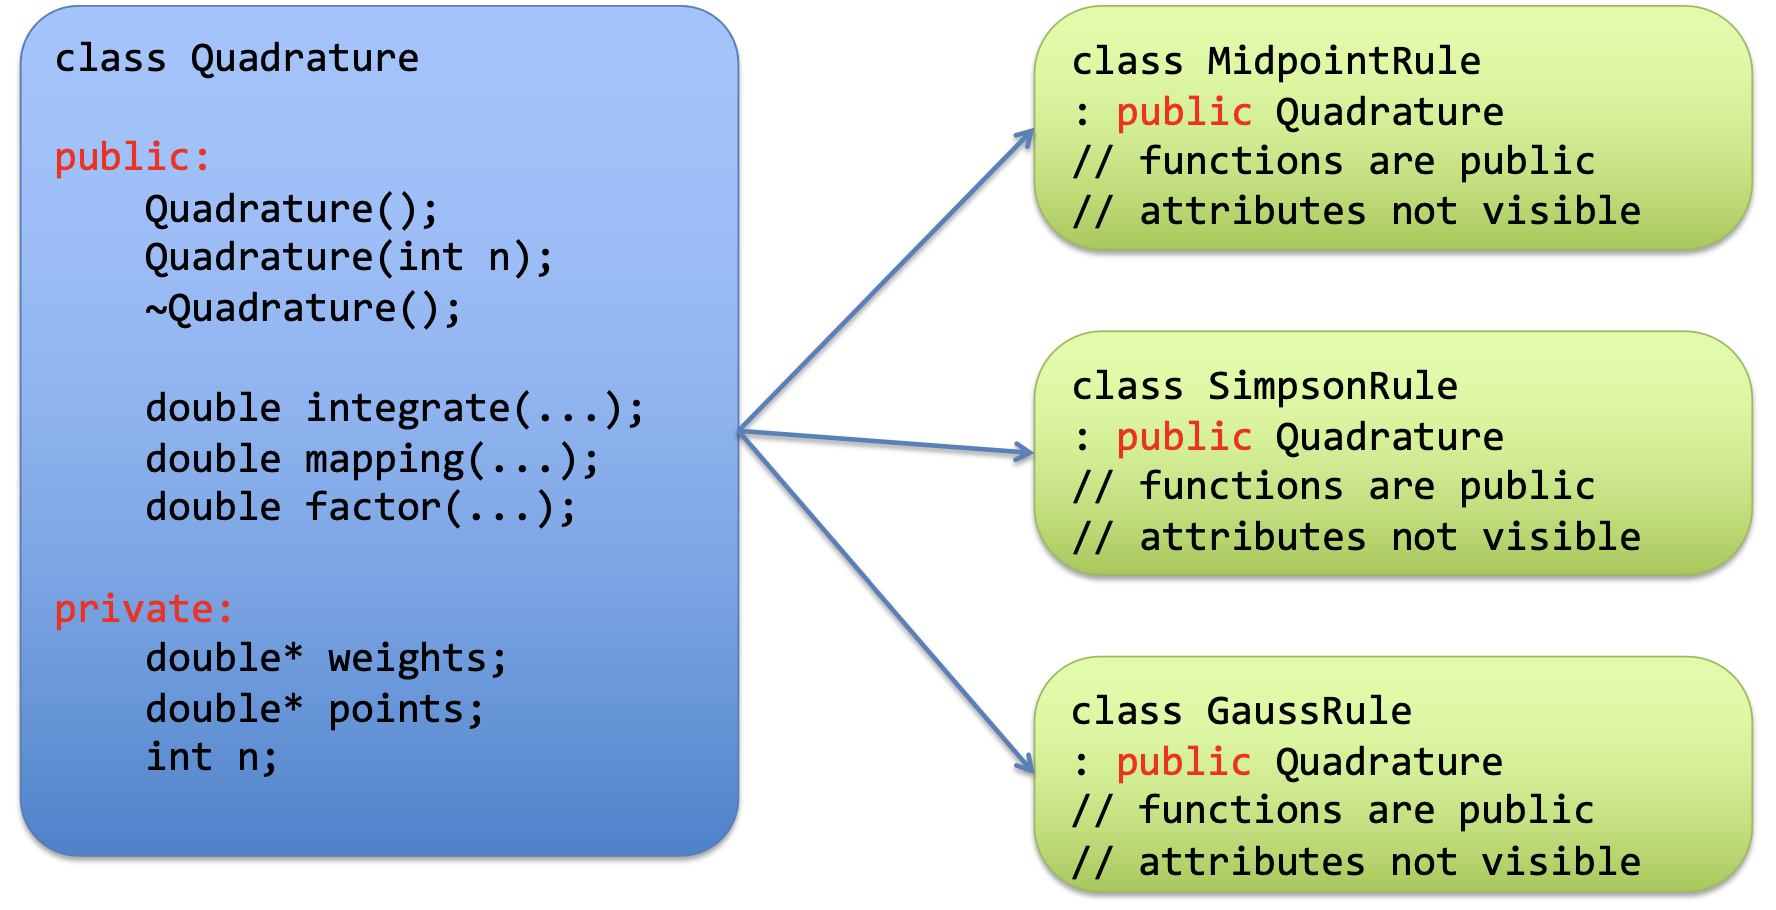 class Quadrature
public:
Quadrature();
Quadrature(int n);
~Quadrature();
double integrate(...);
double mapping(...);
double factor(...);
private:
double* weights;
double* points;
int n;
class MidpointRule
: public Quadrature
// functions are public
// attributes not visible
class SimpsonRule
: public Quadrature
// functions are public
// attributes not visible
class GaussRule
: public Quadrature
// functions are public
// attributes not visible